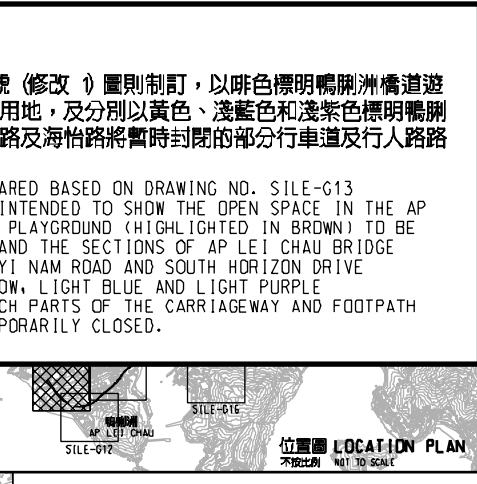 號 (修改 1) 圖則制訂，以啡色標明鴨脷洲橋道遊
用地，及分別以黃色、淺藍色和淺紫色標明鴨脷
路及海怡路將暫時封閉的部分行車道及行人路路
ARED BASED ON DRAWING NO. SILE-G13
INTENDED TO SHOW THE OPEN SPACE IN THE AP
PLAYGROUND (HIGHLIGHTED IN BROWN) TO BE
AND THE SECTIONS OF AP LEI CHAU BRIDGE
YI NAM ROAD AND SOUTH HORIZON DRIVE
OW, LIGHT BLUE AND LIGHT PURPLE
CH PARTS OF THE CARRIAGEWAY AND FOOTPATH
PORARILY CLOSED.
SILE-G16
鴨脷洲
AP LEI CHAU
SILE-G12
位置圖 LOCATION PLAN
不按比例 NOT TO SCALE